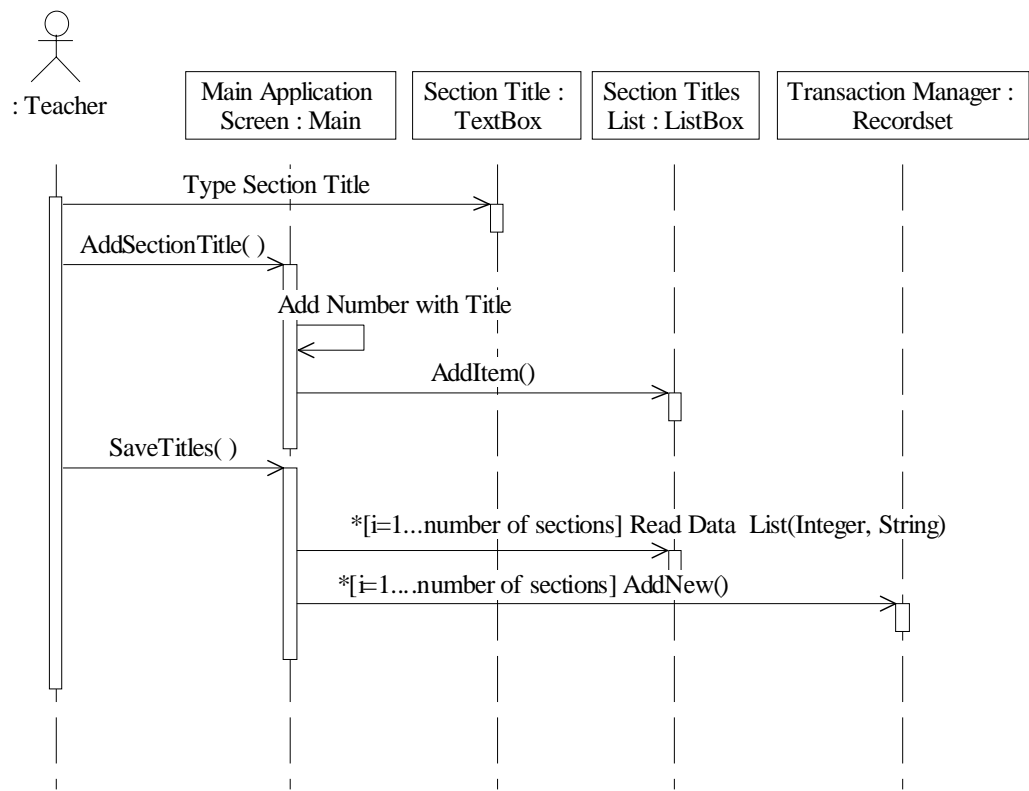 : Teacher
Main Application
Screen : Main
Section Title :
TextBox
Section Titles
List : ListBox
Transaction Manager :
Recordset
Type Section Title
AddSectionTitle( )
Add Number with Title
AddItem()
SaveTitles( )
*[i=1...number of sections] Read Data List(Integer, String)
*[i=1....number of sections] AddNew()